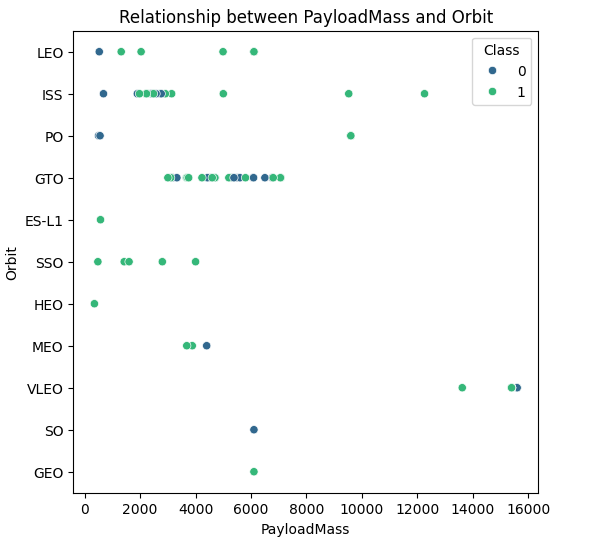 Relationship between PayloadMass and Orbit
Class
0
1
LEO
ISS
PO
GTO
ES-L1
SSO
HEO
MEO
VLEO
SO
GEO
Orbit
0 2000 4000 6000 8000 10000 12000 14000 16000
PayloadMass